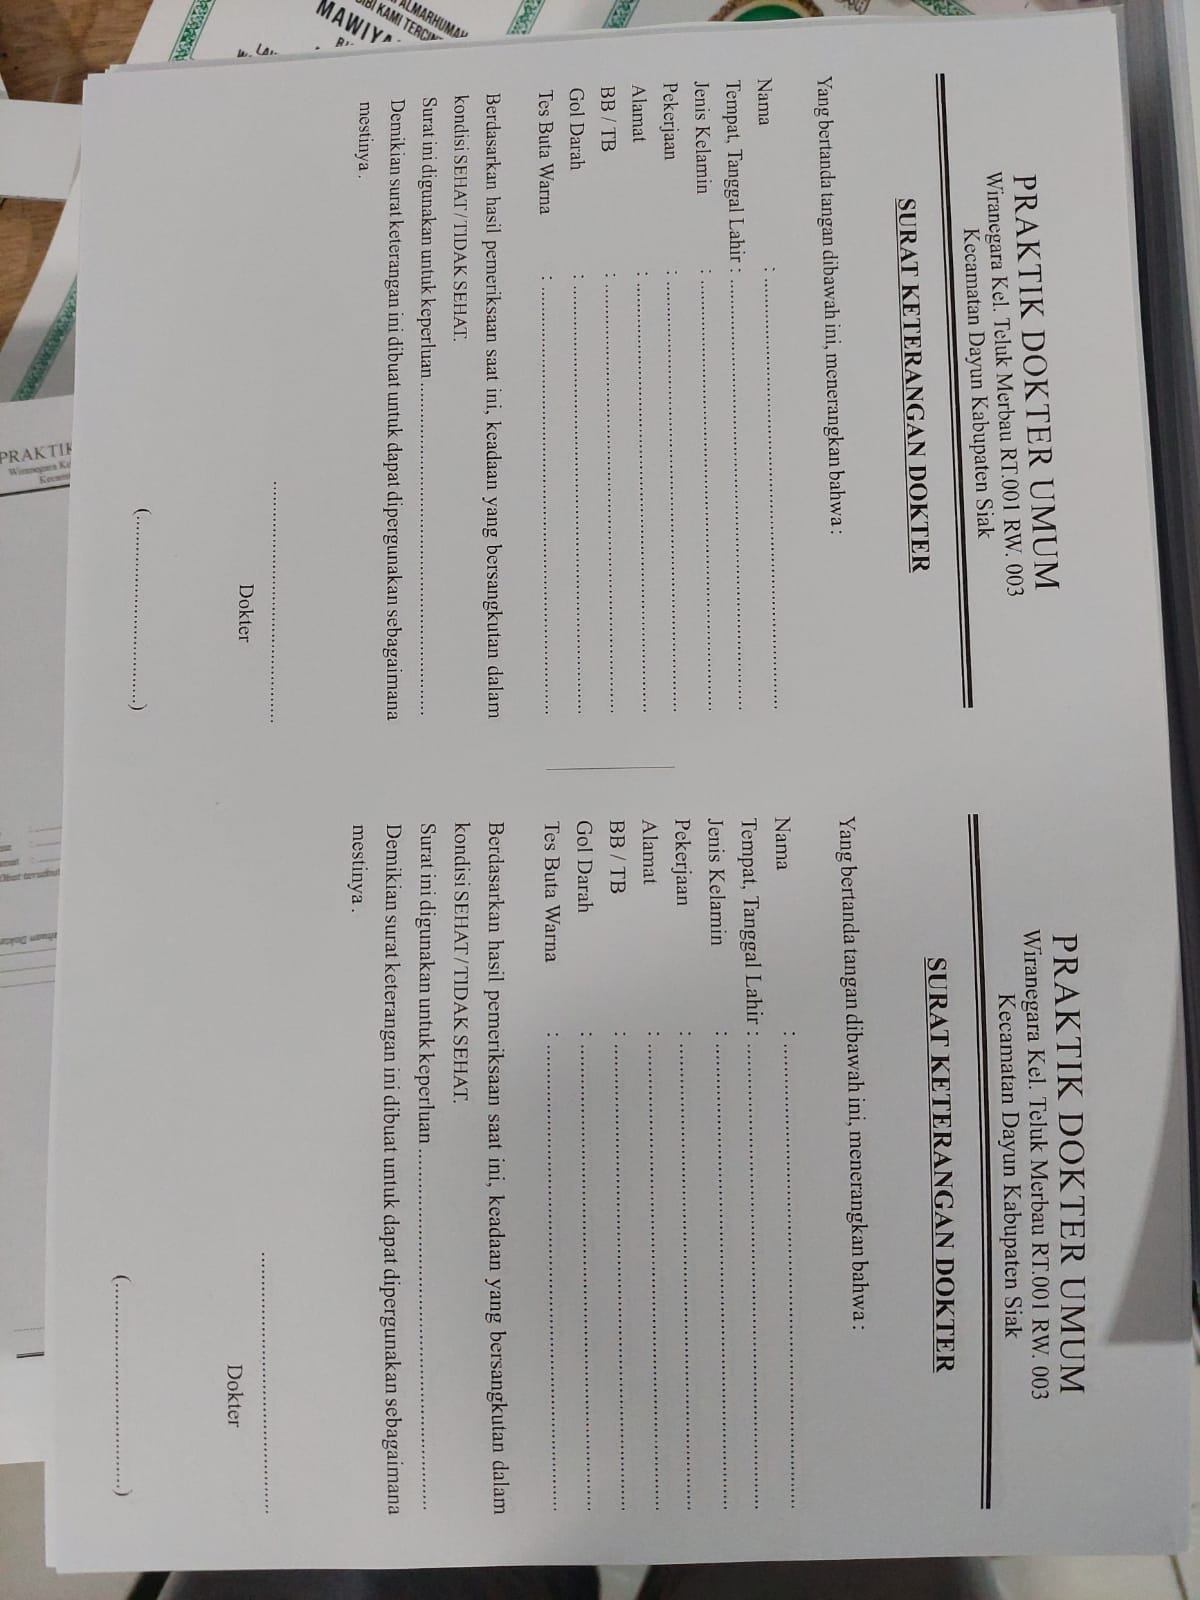 PRAKTIK DOKTER UMUM
Wiranegara Kel. Teluk Merbau RT.001 RW. 003
Kecamatan Dayun Kabupaten Siak
SURAT KETERANGAN DOKTER
Yang bertanda tangan dibawah ini, menerangkan bahwa :
Nama : ........................................
Tempat, Tanggal Lahir : ........................................
Jenis Kelamin : ........................................
Pekerjaan : ........................................
Alamat : ........................................
BB / TB : ........................................
Gol Darah : ........................................
Tes Buta Warna : ........................................
Berdasarkan hasil pemeriksaan saat ini, keadaan yang bersangkutan dalam
kondisi SEHAT / TIDAK SEHAT.
Surat ini digunakan untuk keperluan ........................................
Demikian surat keterangan ini dibuat untuk dapat dipergunakan sebagaimana
mestinya .
........................................
Dokter
(........................................)
PRAKTIK DOKTER UMUM
Wiranegara Kel. Teluk Merbau RT.001 RW. 003
Kecamatan Dayun Kabupaten Siak
SURAT KETERANGAN DOKTER
Yang bertanda tangan dibawah ini, menerangkan bahwa :
Nama : ........................................
Tempat, Tanggal Lahir : ........................................
Jenis Kelamin : ........................................
Pekerjaan : ........................................
Alamat : ........................................
BB / TB : ........................................
Gol Darah : ........................................
Tes Buta Warna : ........................................
Berdasarkan hasil pemeriksaan saat ini, keadaan yang bersangkutan dalam
kondisi SEHAT / TIDAK SEHAT.
Surat ini digunakan untuk keperluan ........................................
Demikian surat keterangan ini dibuat untuk dapat dipergunakan sebagaimana
mestinya .
........................................
Dokter
(........................................)
ALMARHUMAH
KAMI
PRAKTIK